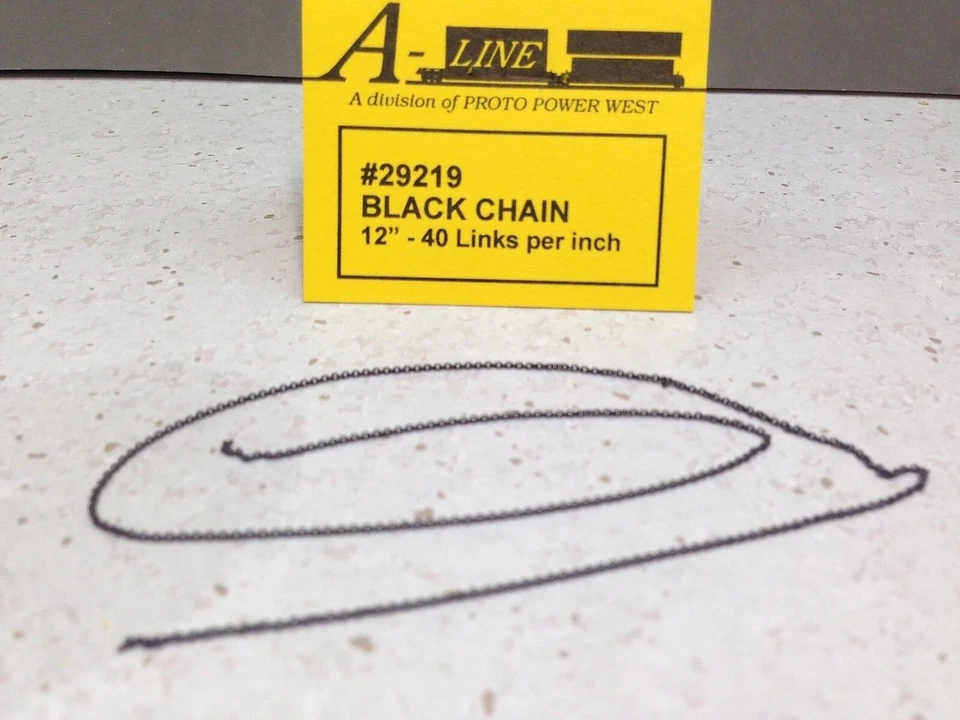 A-LINE
A division of PROTO POWER WEST
#29219
BLACK CHAIN
12” - 40 Links per inch